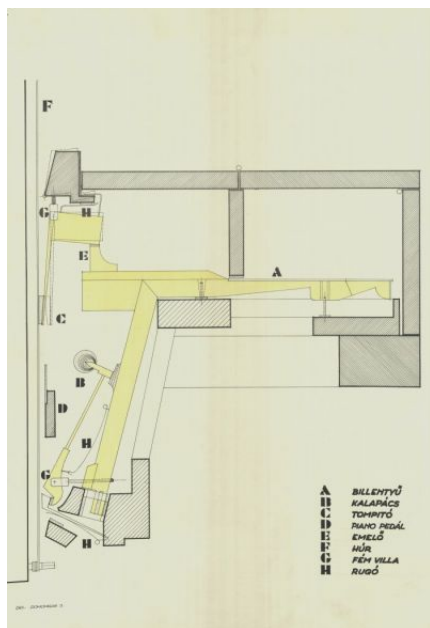 F
G H
E
A
C
B
D
H
G
H
A BILLENTYŰ
B KALAPÁCS
C TOMPITÓ
D PIANO PEDÁL
E EMELŐ
F HÚR
G FÉM VILLA
H RUGÓ